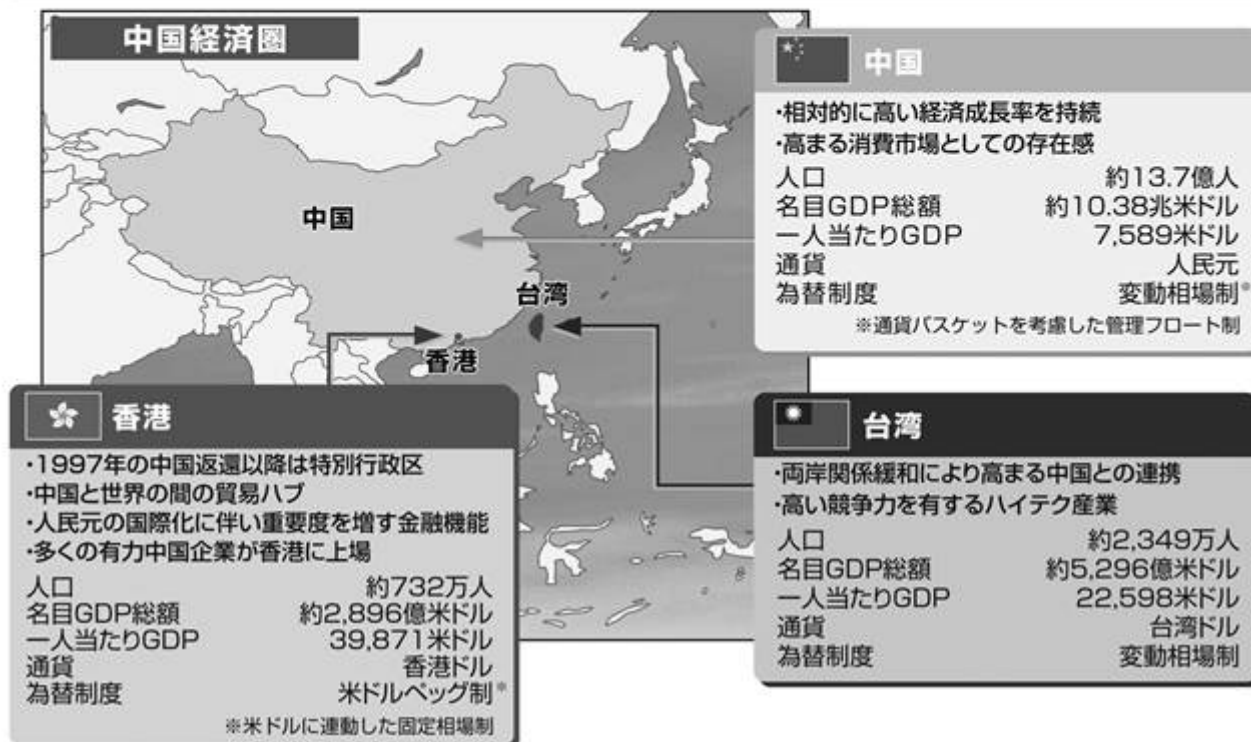 中国経済圏
中国
台湾
香港
中国
・相対的に高い経済成長率を持続
・高まる消費市場としての存在感
人口 約13.7億人
名目GDP総額 約10.38兆米ドル
一人当たりGDP 7,589米ドル
通貨 人民元
為替制度 変動相場制※
※通貨バスケットを考慮した管理フロート制
香港
・1997年の中国返還以降は特別行政区
・中国と世界の間の貿易ハブ
・人民元の国際化に伴い重要度を増す金融機能
・多くの有力中国企業が香港に上場
人口 約732万人
名目GDP総額 約2,896億米ドル
一人当たりGDP 39,871米ドル
通貨 香港ドル
為替制度 米ドルペッグ制※
※米ドルに連動した固定相場制
台湾
・両岸関係緩和により高まる中国との連携
・高い競争力を有するハイテク産業
人口 約2,349万人
名目GDP総額 約5,296億米ドル
一人当たりGDP 22,598米ドル
通貨 台湾ドル
為替制度 変動相場制